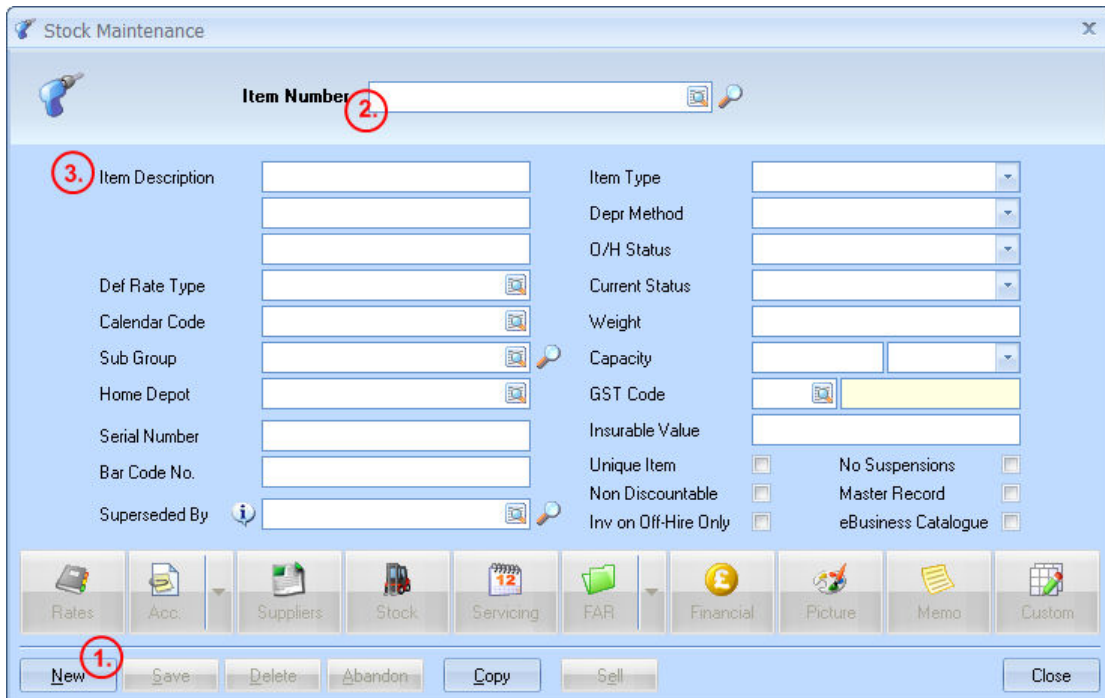 Stock Maintenance
Item Number
2.
3.
Item Description
Item Type
Depr Method
O/H Status
Def Rate Type
Current Status
Calendar Code
Weight
Sub Group
Capacity
Home Depot
GST Code
Serial Number
Insurable Value
Bar Code No.
Unique Item
No Suspensions
Non Discountable
Master Record
Superseded By
Inv on Off-Hire Only
eBusiness Catalogue
12
Rates
Acc.
Suppliers
Stock
Servicing
FAR
Financial
Picture
Memo
Custom
1.
New
Save
Delete
Abandon
Copy
Sell
Close